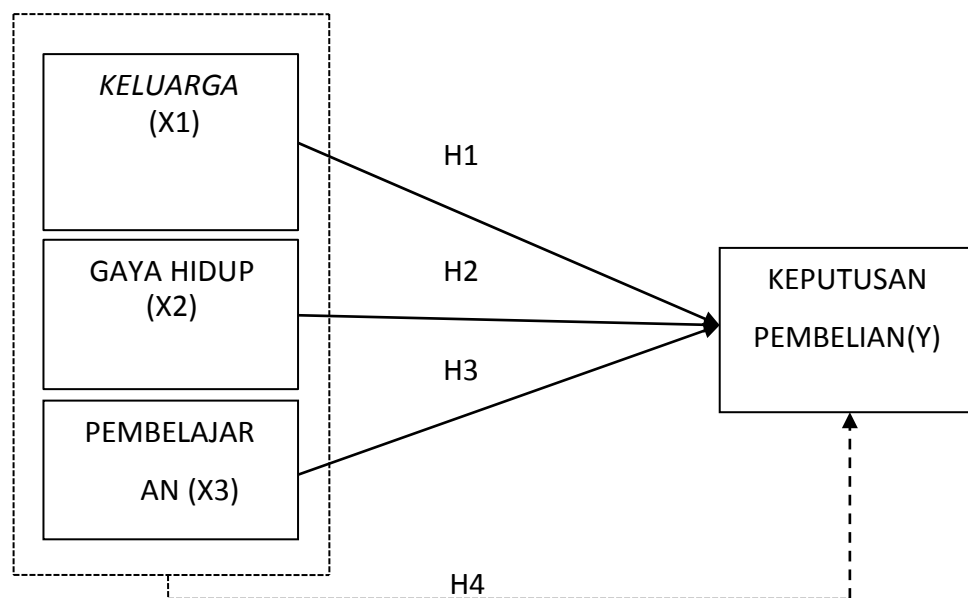 KELUARGA
(X1)
H1
GAYA HIDUP
(X2)
H2
KEPUTUSAN
PEMBELIAN(Y)
H3
PEMBELAJAR
AN (X3)
H4